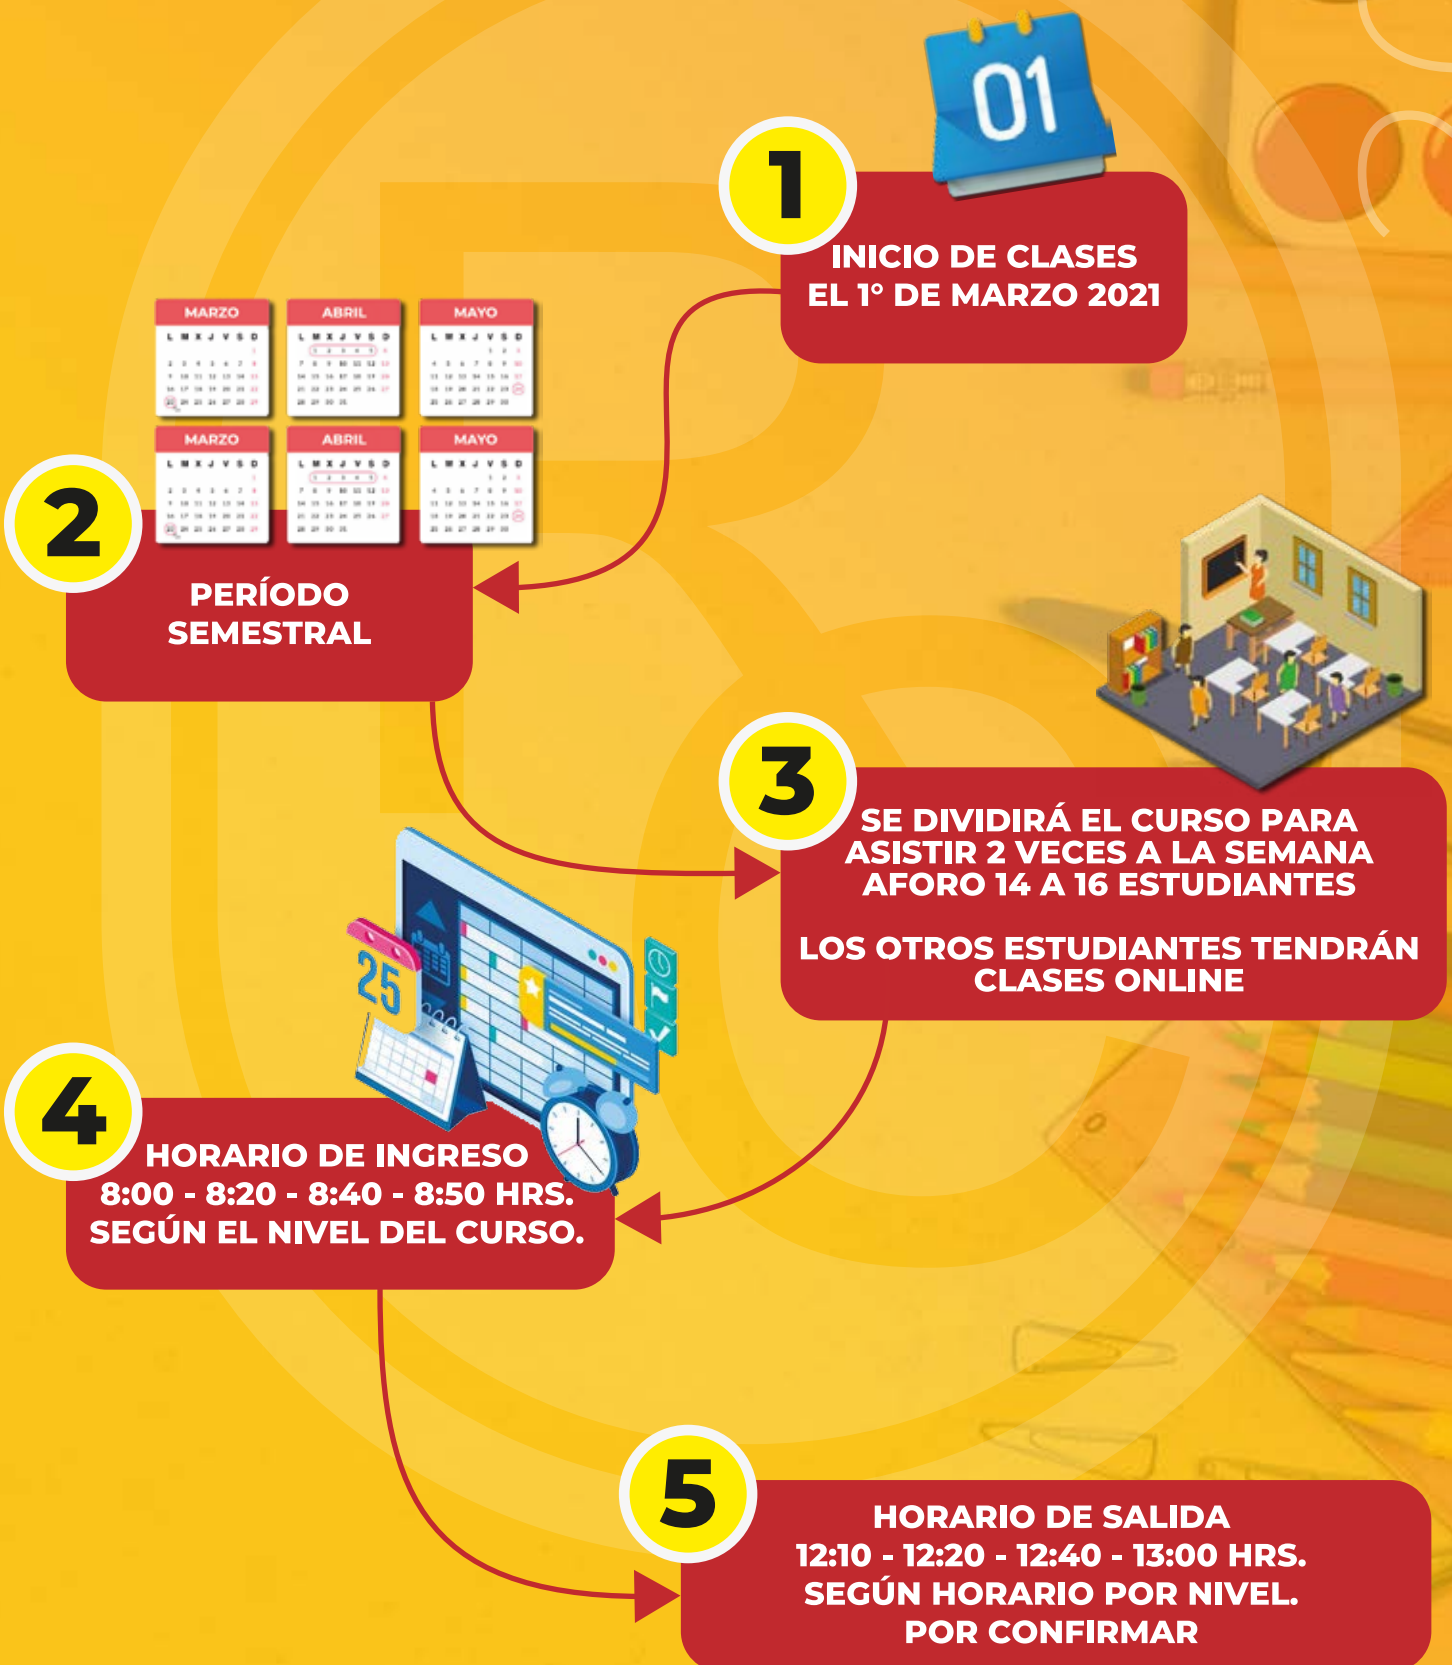 01
1
INICIO DE CLASES
EL 1° DE MARZO 2021
MARZO
ABRIL
MAYO
L M X J V S D
L M X J V S D
L M X J V S D
MARZO
ABRIL
MAYO
L M X J V S D
L M X J V S D
L M X J V S D
2
PERÍODO
SEMESTRAL
3
SE DIVIDIRÁ EL CURSO PARA
ASISTIR 2 VECES A LA SEMANA
AFORO 14 A 16 ESTUDIANTES
LOS OTROS ESTUDIANTES TENDRÁN
CLASES ONLINE
25
4
HORARIO DE INGRESO
8:00 - 8:20 - 8:40 - 8:50 HRS.
SEGÚN EL NIVEL DEL CURSO.
5
HORARIO DE SALIDA
12:10 - 12:20 - 12:40 - 13:00 HRS.
SEGÚN HORARIO POR NIVEL.
POR CONFIRMAR